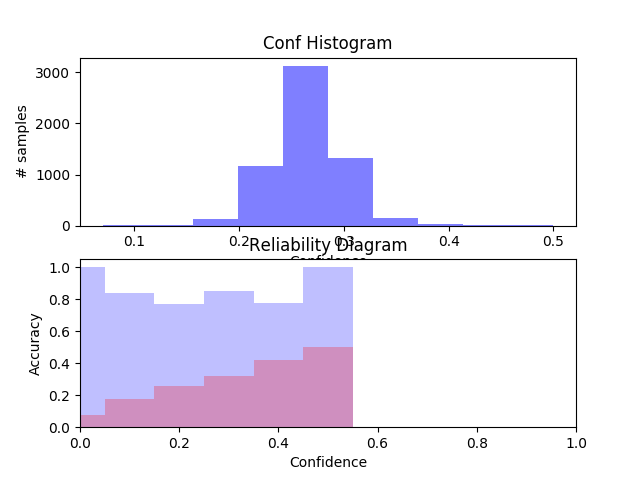 Conf Histogram
3000
2000
1000
0
# samples
0.1 0.2 0.3 0.4 0.5
Confidence
Reliability Diagram
1.0
0.8
0.6
0.4
0.2
0.0
Accuracy
0.0 0.2 0.4 0.6 0.8 1.0
Confidence